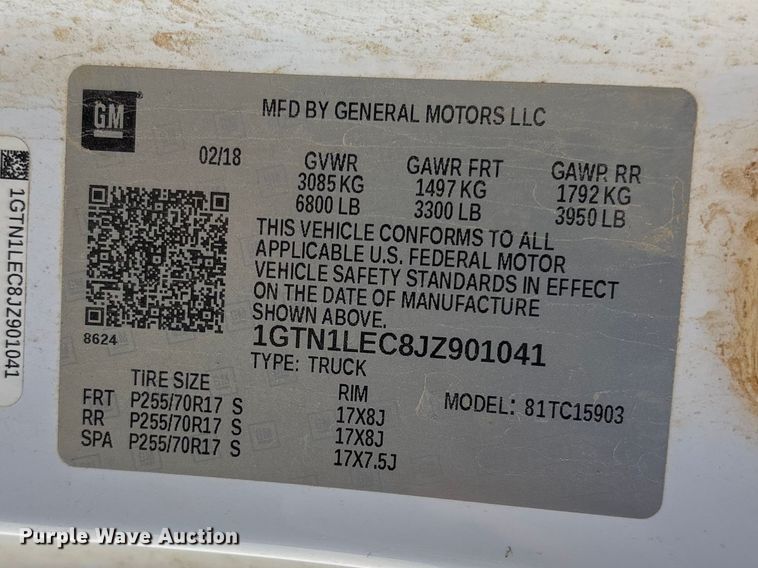 GM
MFD BY GENERAL MOTORS LLC
02/18
GVWR
3085 KG
6800 LB
GAWR FRT
1497 KG
3300 LB
GAWR RR
1792 KG
3950 LB
THIS VEHICLE CONFORMS TO ALL
APPLICABLE U.S. FEDERAL MOTOR
VEHICLE SAFETY STANDARDS IN EFFECT
ON THE DATE OF MANUFACTURE
SHOWN ABOVE.
8624
1GTN1LEC8JZ901041
TYPE: TRUCK
TIRE SIZE
RIM
MODEL: 81TC15903
FRT P255/70R17 S 17X8J
RR P255/70R17 S 17X8J
SPA P255/70R17 S 17X7.5J
1GTN1LEC8JZ901041
Purple Wave Auction